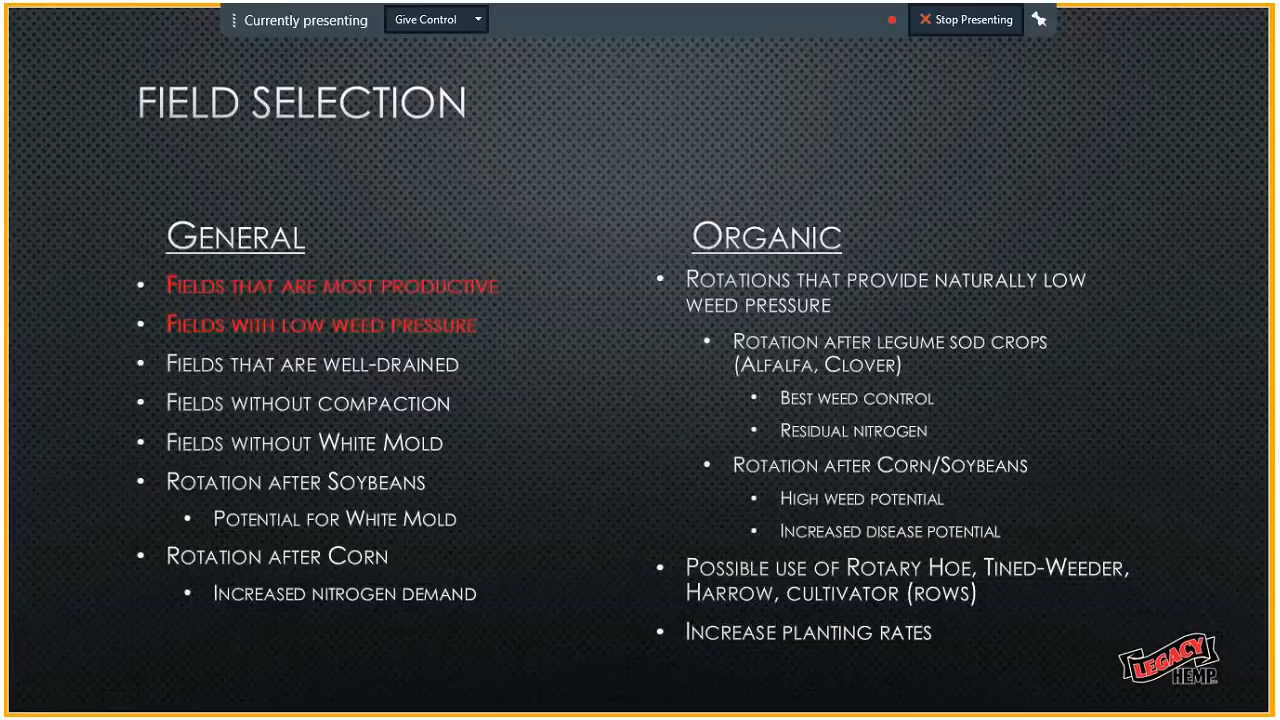 Currently presenting
Give Control
Stop Presenting
FIELD SELECTION
GENERAL
• FIELDS THAT ARE MOST PRODUCTIVE
• FIELDS WITH LOW WEED PRESSURE
• FIELDS THAT ARE WELL-DRAINED
• FIELDS WITHOUT COMPACTION
• FIELDS WITHOUT WHITE MOLD
• ROTATION AFTER SOYBEANS
• POTENTIAL FOR WHITE MOLD
• ROTATION AFTER CORN
• INCREASED NITROGEN DEMAND
ORGANIC
• ROTATIONS THAT PROVIDE NATURALLY LOW
WEED PRESSURE
• ROTATION AFTER LEGUME SOD CROPS
(ALFALFA, CLOVER)
• BEST WEED CONTROL
• RESIDUAL NITROGEN
• ROTATION AFTER CORN/SOYBEANS
• HIGH WEED POTENTIAL
• INCREASED DISEASE POTENTIAL
• POSSIBLE USE OF ROTARY HOE, TINED-WEEDER,
HARROW, CULTIVATOR (ROWS)
• INCREASE PLANTING RATES
LEGACY
HEMP